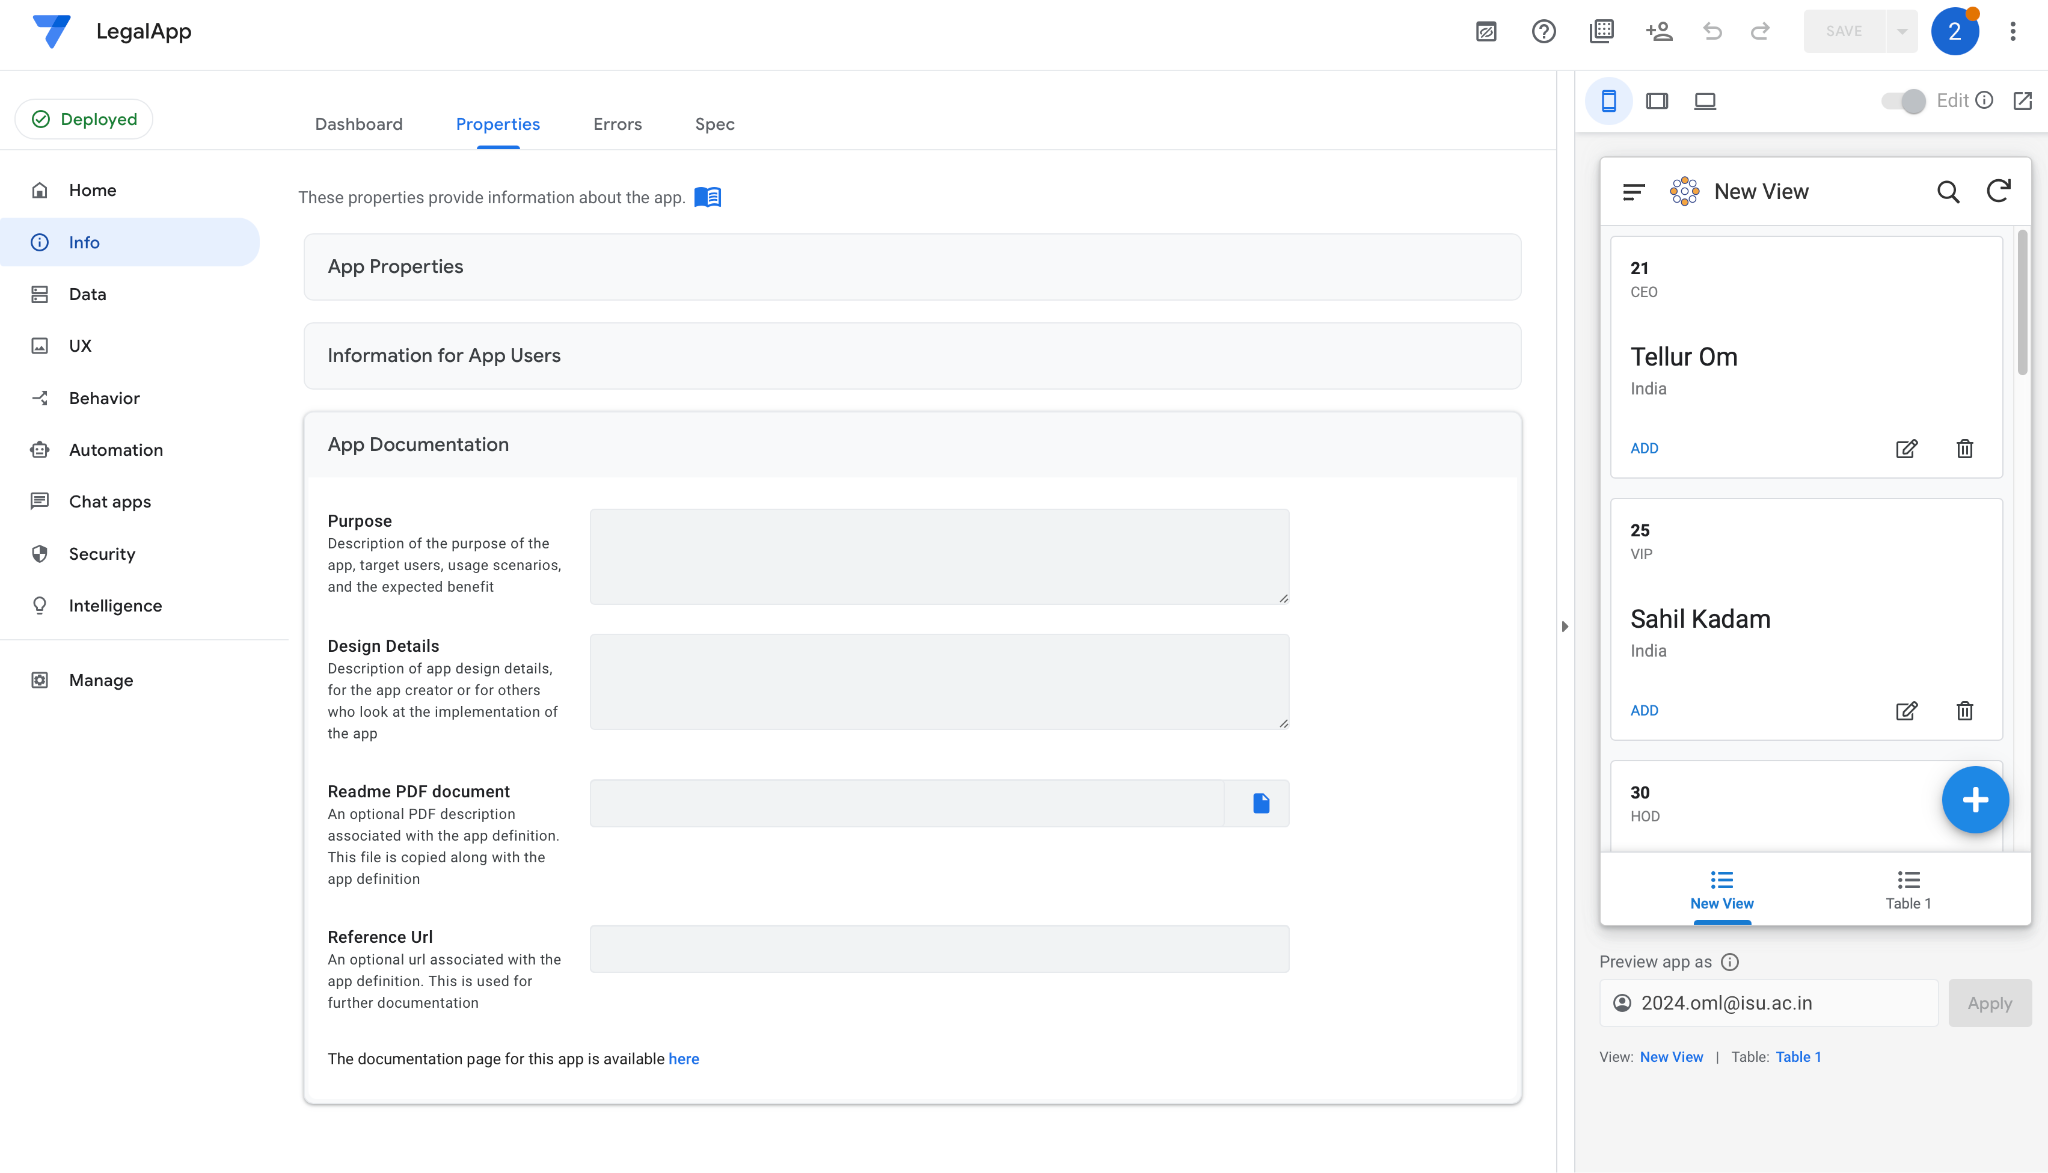 LegalApp
SAVE
2
Deployed
Home
Info
Data
UX
Behavior
Automation
Chat apps
Security
Intelligence
Manage
Dashboard
Properties
Errors
Spec
These properties provide information about the app.
App Properties
Information for App Users
App Documentation
Purpose
Description of the purpose of the
app, target users, usage scenarios,
and the expected benefit
Design Details
Description of app design details,
for the app creator or for others
who look at the implementation of
the app
Readme PDF document
An optional PDF description
associated with the app definition.
This file is copied along with the
app definition
Reference Url
An optional url associated with the
app definition. This is used for
further documentation
The documentation page for this app is available here
Edit
New View
21
CEO
Tellur Om
India
ADD
25
VIP
Sahil Kadam
India
ADD
30
HOD
New View
Table 1
Preview app as
2024.oml@isu.ac.in
Apply
View: New View | Table: Table 1